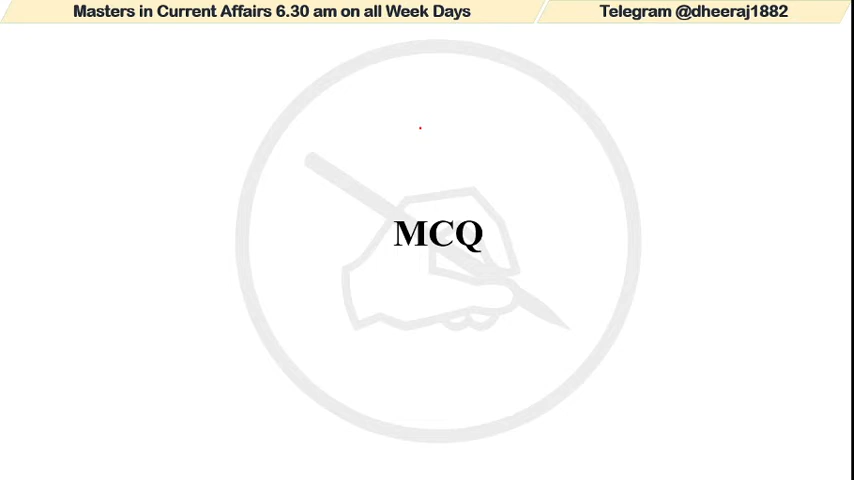 Masters in Current Affairs 6.30 am on all Week Days
Telegram @dheeraj1882
MCQ